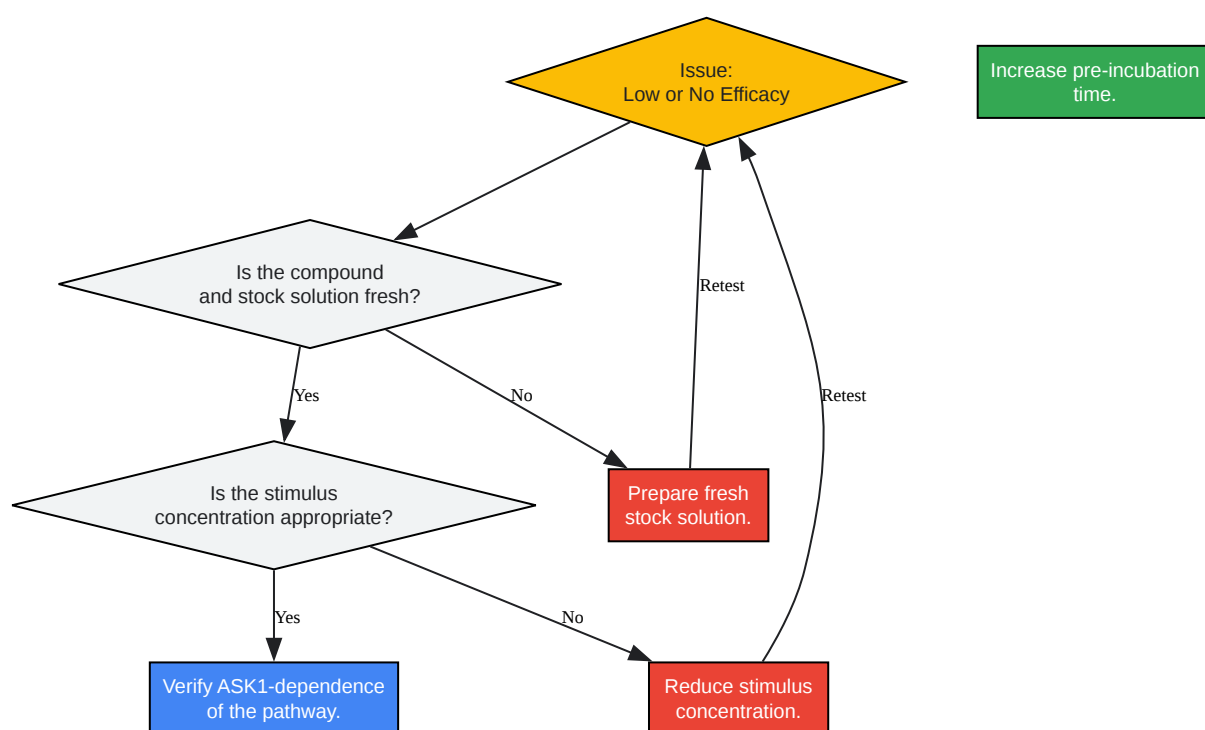 Issue:
Low or No Efficacy
Increase pre-incubation
time.
Is the compound
and stock solution fresh?
Retest
Yes
No
Retest
Is the stimulus
concentration appropriate?
Prepare fresh
stock solution.
Yes
No
Verify ASK1-dependence
of the pathway.
Reduce stimulus
concentration.